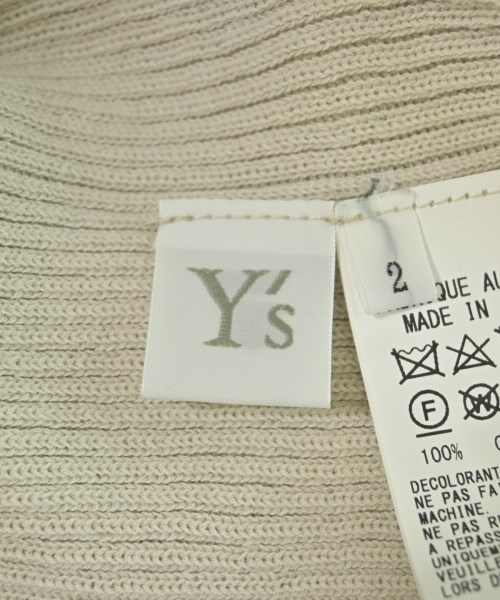 Y's
2
QUE AU
MADE IN
F
W
100%
DECOLORANT
NE PAS FA
MACHINE.
NE PAS R
A REPASS
UNIQUEM
VEUILLE
LORS D